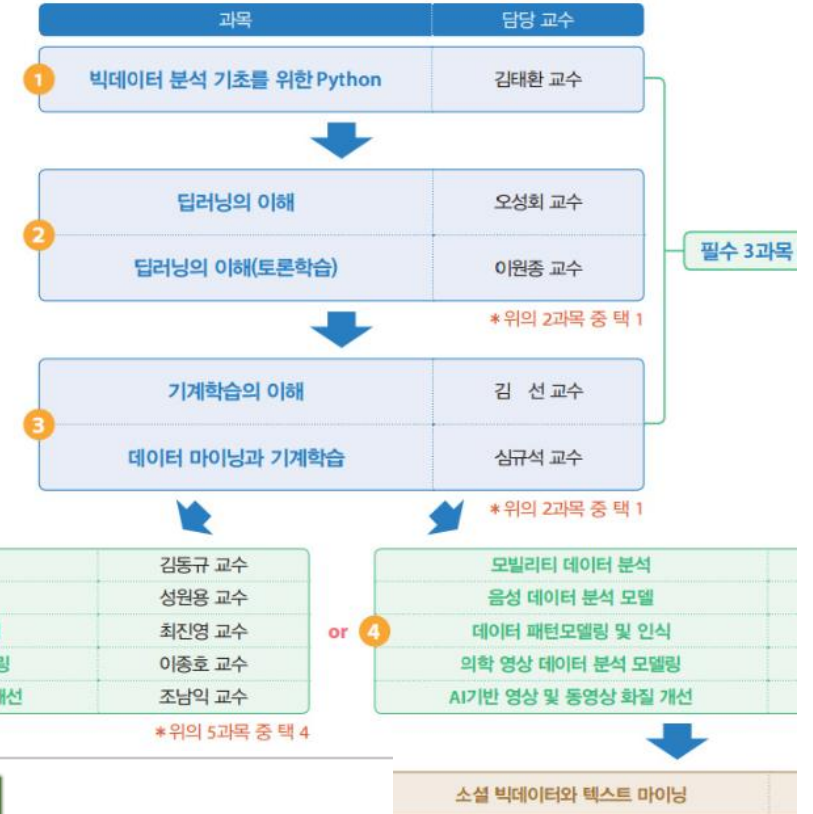 과목 담당 교수
1 빅데이터 분석 기초를 위한 Python 김태환 교수
2
딥러닝의 이해 오성회 교수
딥러닝의 이해(토론학습) 이원종 교수
필수 3과목
*위의 2과목 중 택 1
3
기계학습의 이해 김 선 교수
데이터 마이닝과 기계학습 심규석 교수
*위의 2과목 중 택 1
김동규 교수
성원용 교수
최진영 교수
링 이종호 교수
개선 조남익 교수
*위의 5과목 중 택 4
or 4
모빌리티 데이터 분석
음성 데이터 분석 모델
데이터 패턴모델링 및 인식
의학 영상 데이터 분석 모델링
AI기반 영상 및 동영상 화질 개선
소셜 빅데이터와 텍스트 마이닝